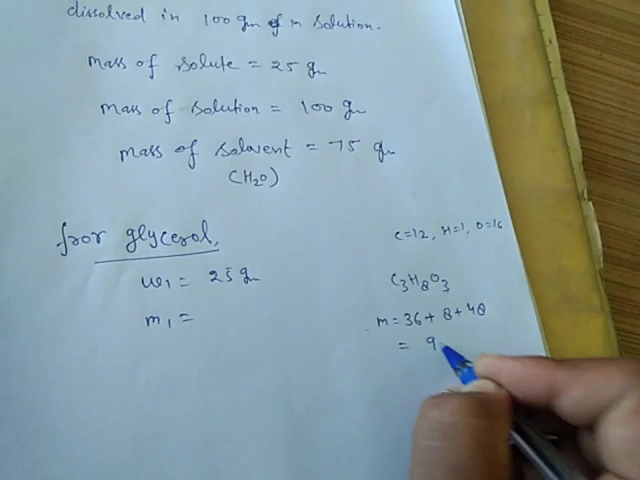 dissolved in 100 gm of in solution.
Mass of solute = 25 gm
mass of solution = 100 gm
mass of solvent = 75 gm
(H2O)
for glycerol,
C=12, H=1, O=16
w1 = 25 gm
C3H8O3
m1 =
m = 36 + 8 + 48
= 9